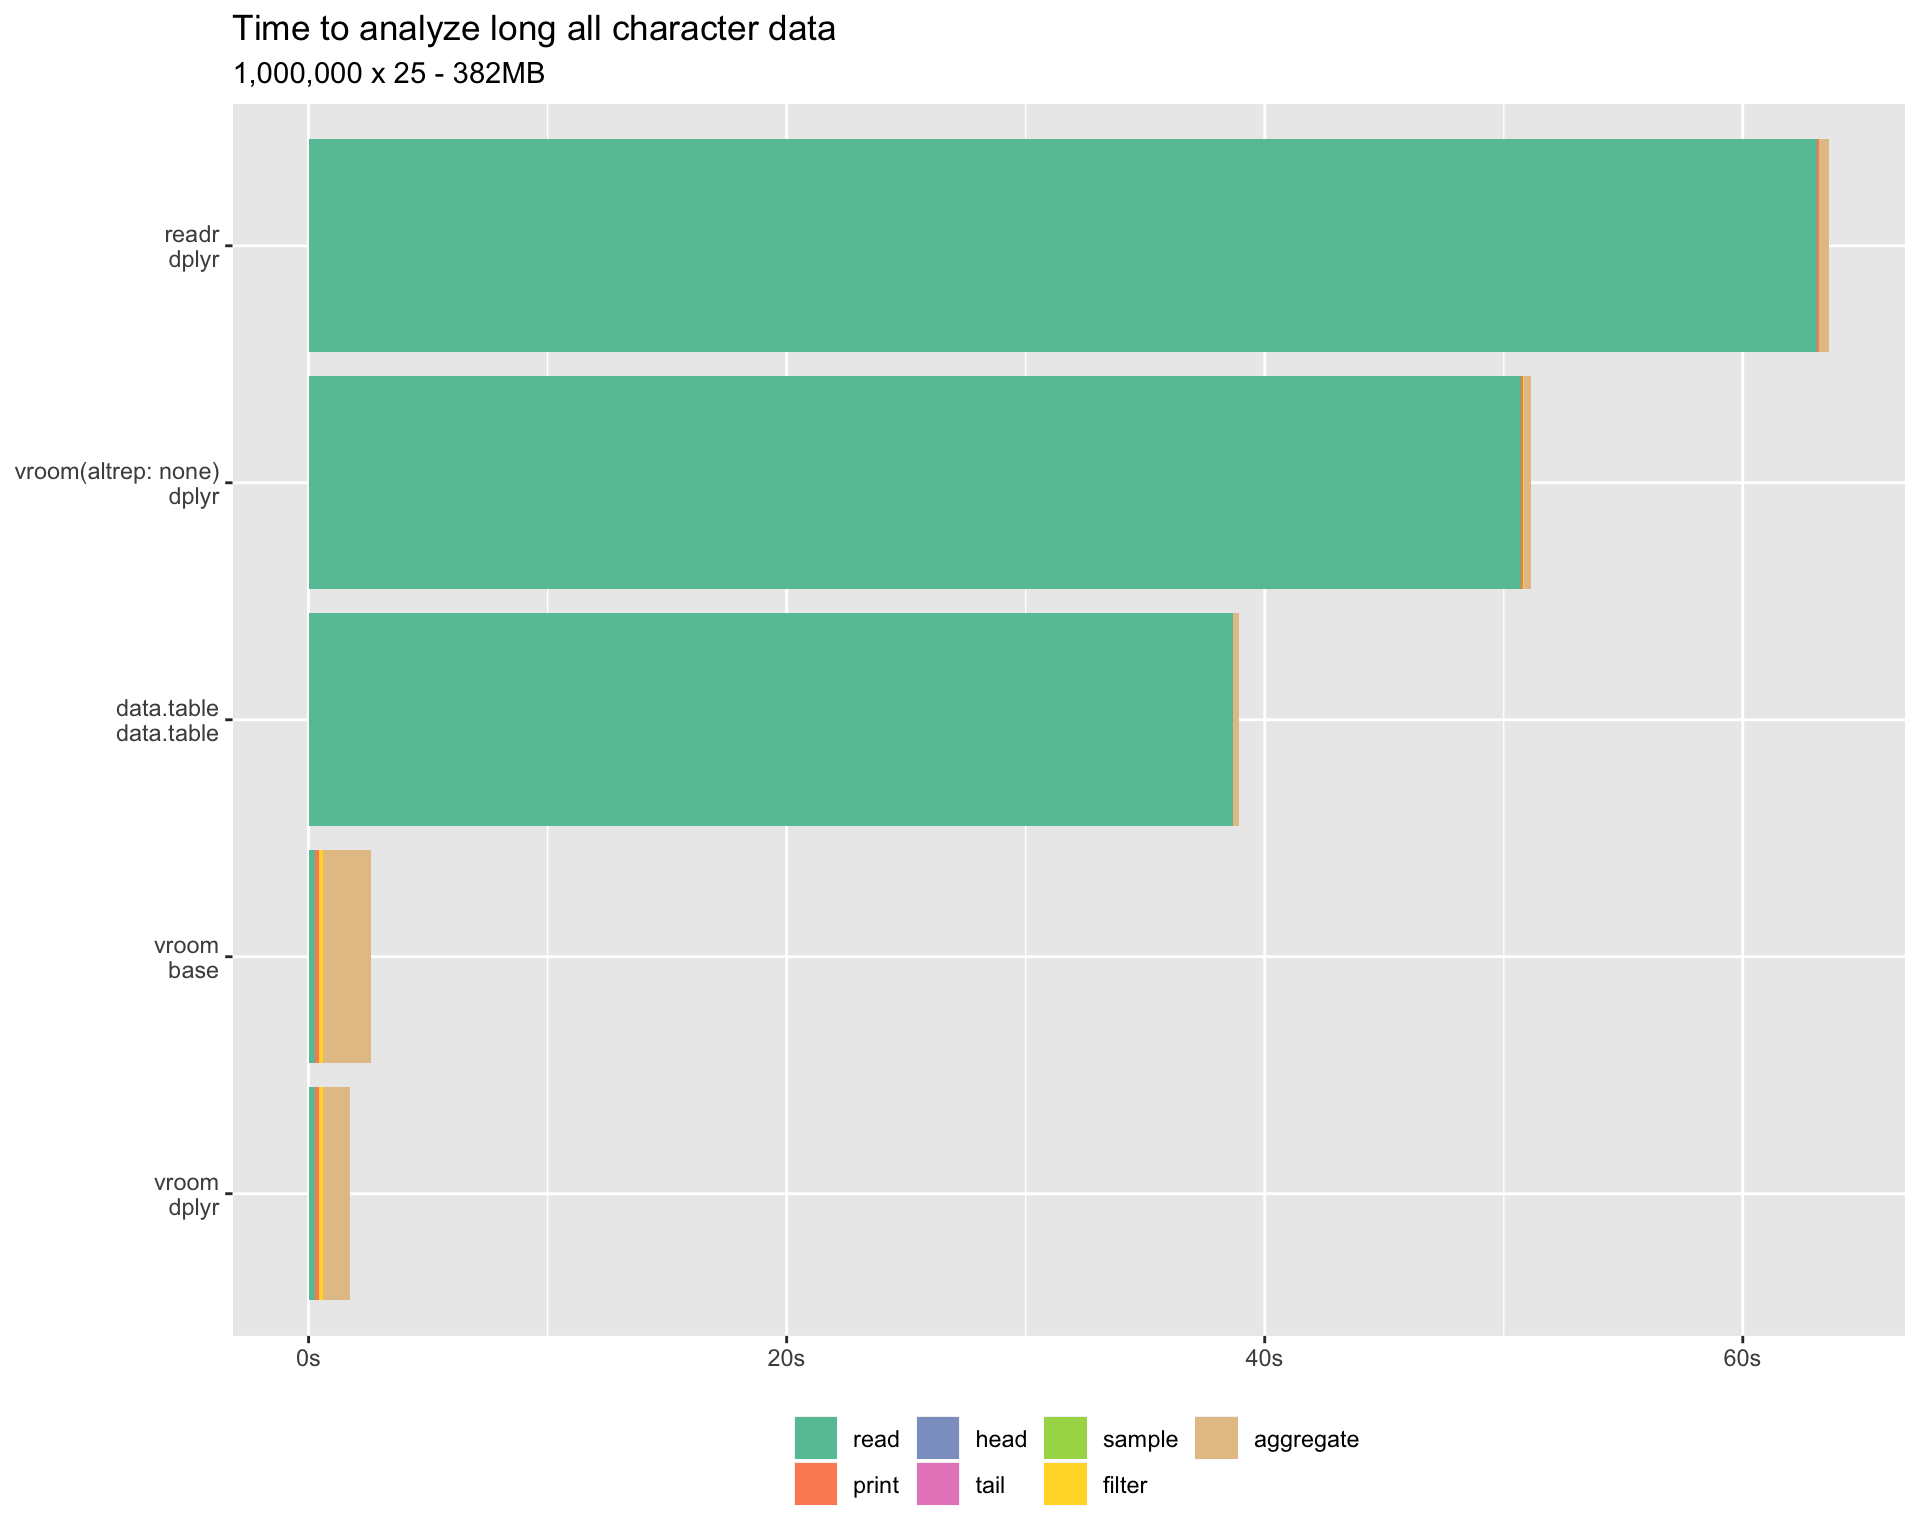 Time to analyze long all character data
1,000,000 x 25 - 382MB
readr
dplyr
vroom(altrep: none)
dplyr
data.table
data.table
vroom
base
vroom
dplyr
0s 20s 40s 60s
read head sample aggregate
print tail filter